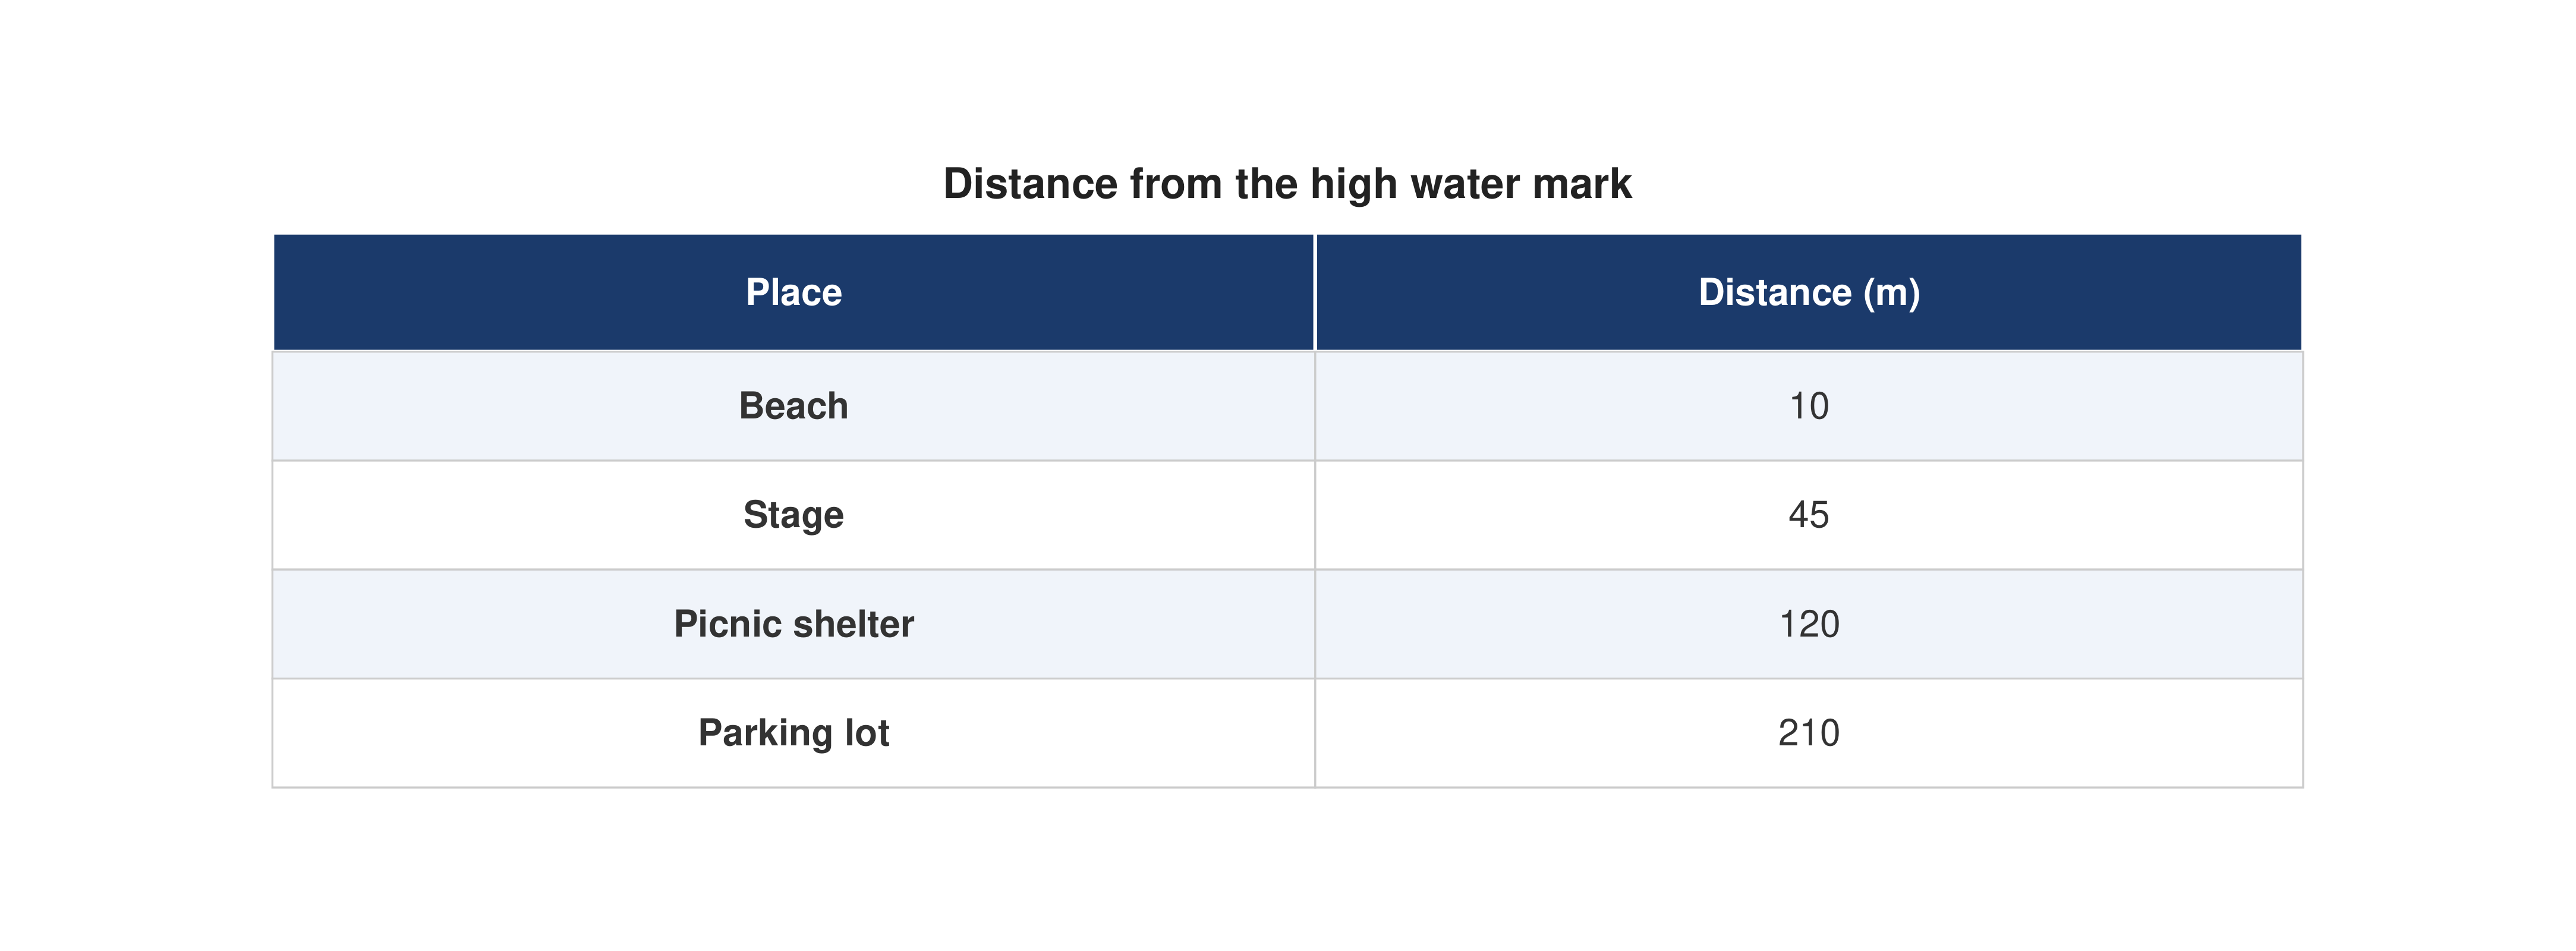 Distance from the high water mark
Place Distance (m)
Beach 10
Stage 45
Picnic shelter 120
Parking lot 210